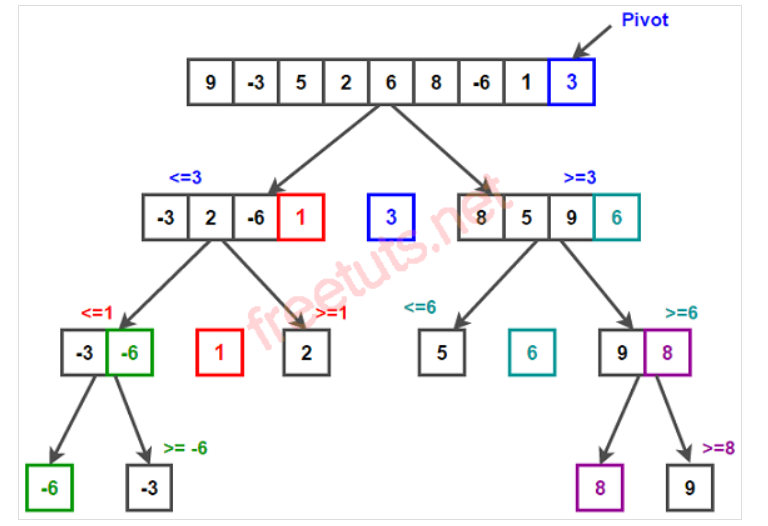 Pivot
9 -3 5 2 6 8 -6 1 3
<=3 >=3
-3 2 -6 1 3 8 5 9 6
freetuts.net
<=1 >=1 <=6 >=6
-3 -6 1 2 5 6 9 8
>= -6 >=8
-6 -3 8 9